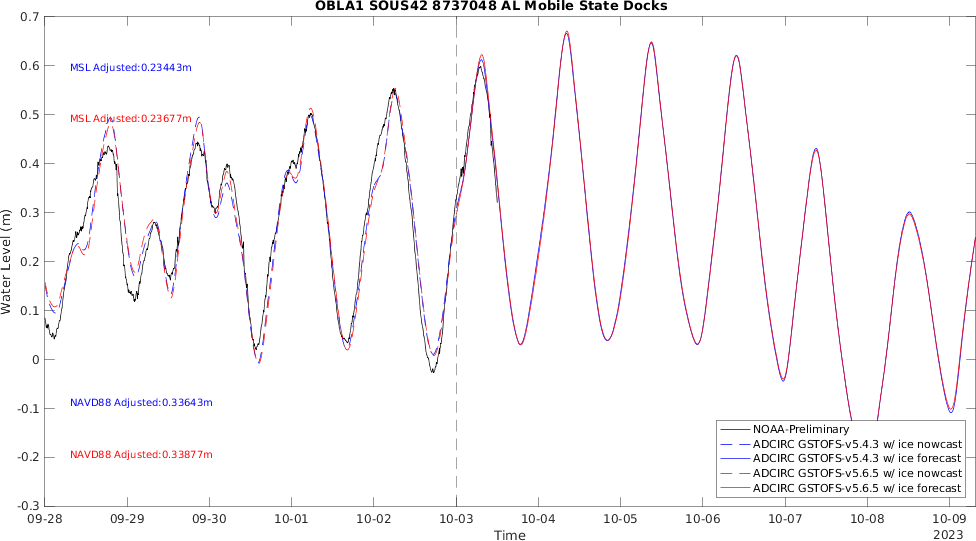 OBLA1 SOUS42 8737048 AL Mobile State Docks
0.7
0.6
0.5
0.4
0.3
0.2
0.1
0
-0.1
-0.2
-0.3
Water Level (m)
MSL Adjusted:0.23443m
MSL Adjusted:0.23677m
NAVD88 Adjusted:0.33643m
NAVD88 Adjusted:0.33877m
NOAA-Preliminary
ADCIRC GSTOFS-v5.4.3 w/ ice nowcast
ADCIRC GSTOFS-v5.4.3 w/ ice forecast
ADCIRC GSTOFS-v5.6.5 w/ ice nowcast
ADCIRC GSTOFS-v5.6.5 w/ ice forecast
09-28 09-29 09-30 10-01 10-02 10-03 10-04 10-05 10-06 10-07 10-08 10-09
Time 2023